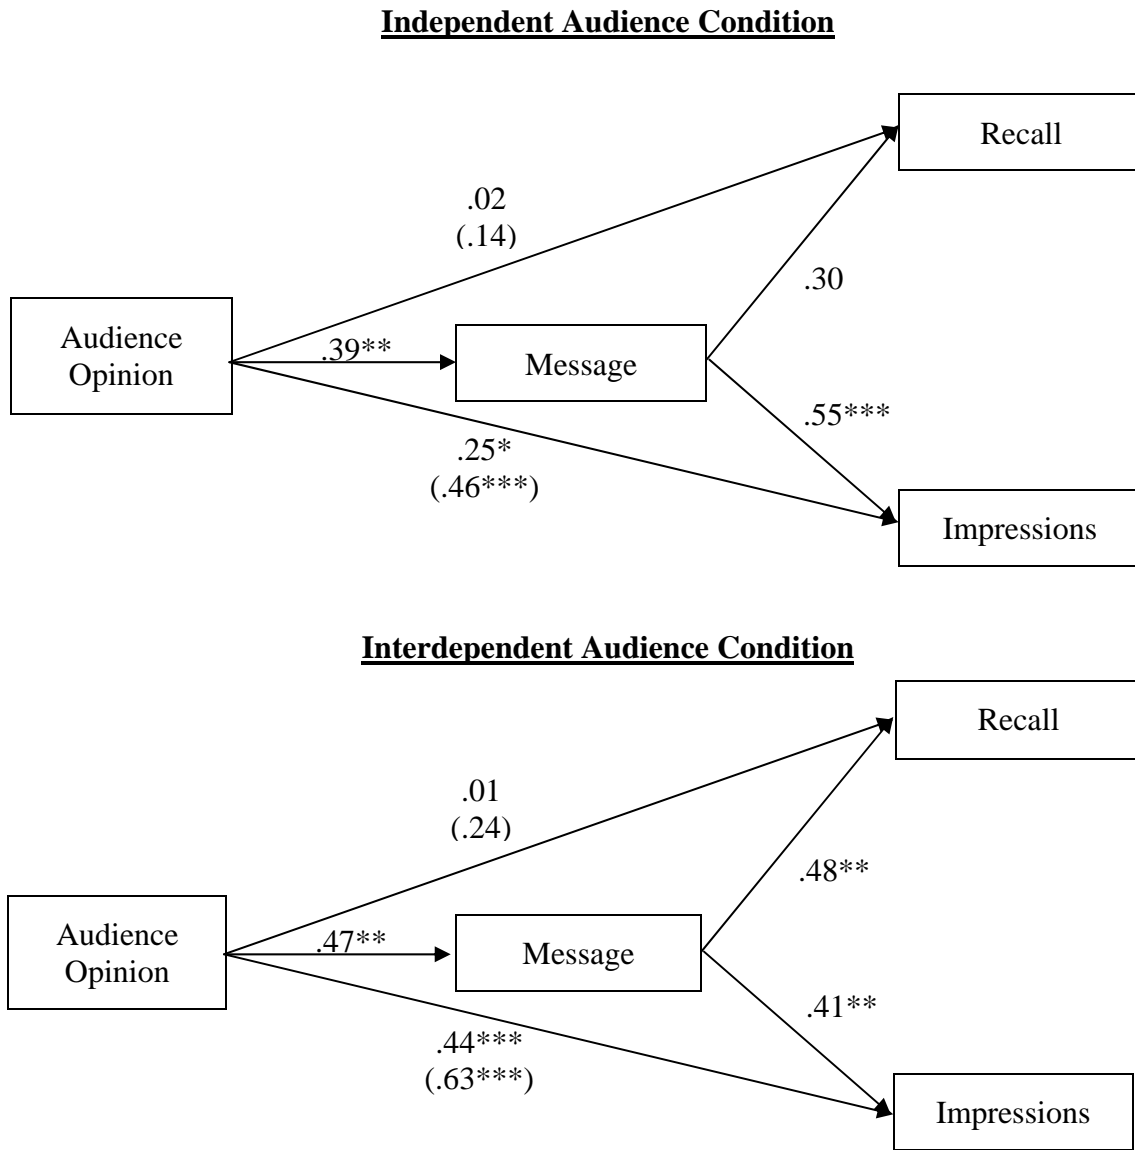 Independent Audience Condition
Recall
.02
(.14)
.30
Audience
Opinion
.39**
Message
.55***
.25*
(.46***)
Impressions
Interdependent Audience Condition
Recall
.01
(.24)
.48**
Audience
Opinion
.47**
Message
.41**
.44***
(.63***)
Impressions